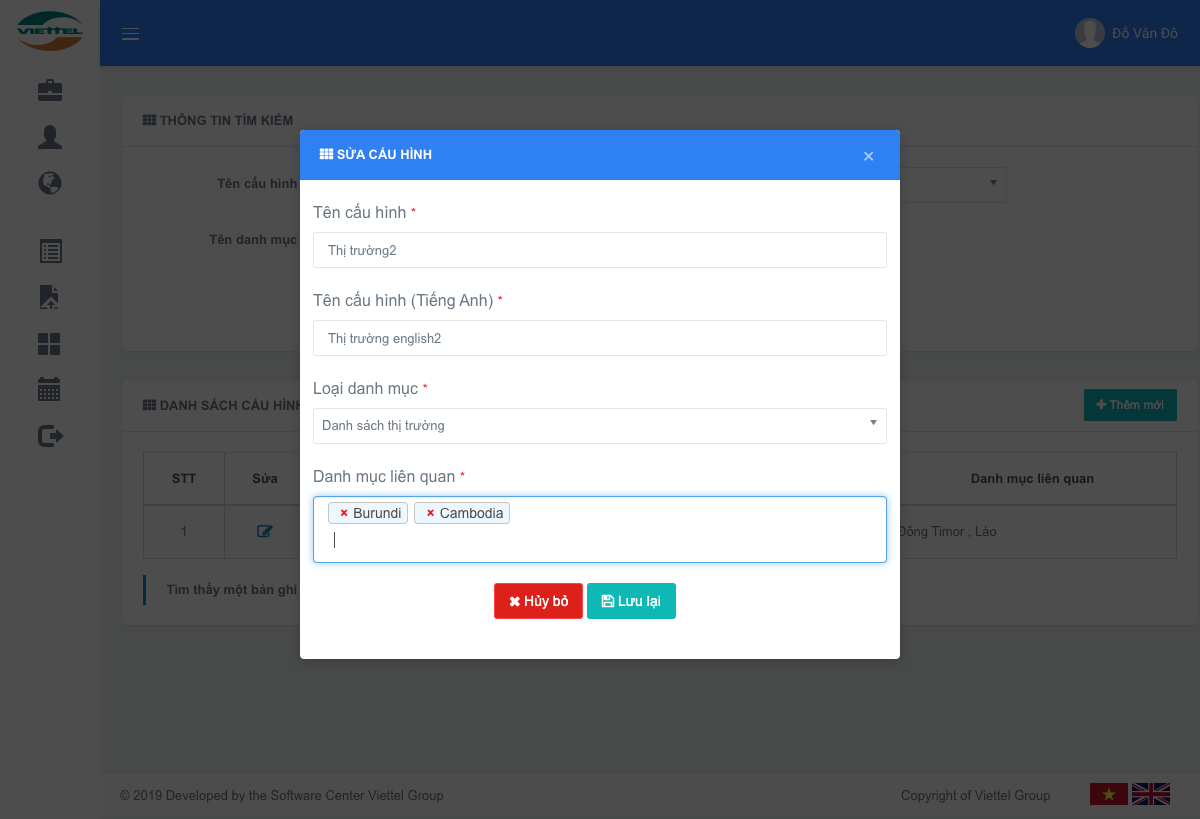 VIETTEL
Đỗ Văn Đô
THÔNG TIN TÌM KIẾM
Tên cấu hình
Tên danh mục
SỬA CẤU HÌNH ×
Tên cấu hình *
Thị trường2
Tên cấu hình (Tiếng Anh) *
Thị trường english2
Loại danh mục *
Danh sách thị trường
Danh mục liên quan *
× Burundi × Cambodia
Hủy bỏ Lưu lại
DANH SÁCH CẤU HÌNH
Thêm mới
STT Sửa Danh mục liên quan
1 Đông Timor , Lào
Tìm thấy một bản ghi
© 2019 Developed by the Software Center Viettel Group Copyright of Viettel Group